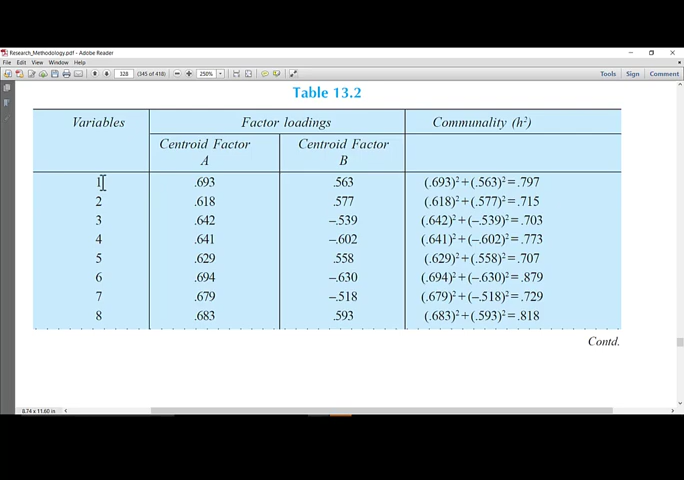 Research_Methodology.pdf - Adobe Reader
File Edit View Window Help
328 (345 of 418) 250% Tools Sign Comment
Table 13.2
Variables Factor loadings Communality (h²)
Centroid Factor Centroid Factor
A B
1 .693 .563 (.693)² + (.563)² = .797
2 .618 .577 (.618)² + (.577)² = .715
3 .642 –.539 (.642)² + (–.539)² = .703
4 .641 –.602 (.641)² + (–.602)² = .773
5 .629 .558 (.629)² + (.558)² = .707
6 .694 –.630 (.694)² + (–.630)² = .879
7 .679 –.518 (.679)² + (–.518)² = .729
8 .683 .593 (.683)² + (.593)² = .818
Contd.
8.74 x 11.60 in